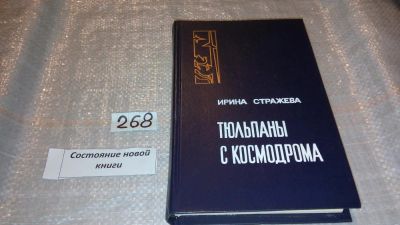 ИРИНА СТРАЖЕВА
ТЮЛЬПАНЫ
С КОСМОДРОМА
268
Состояние новой
книги